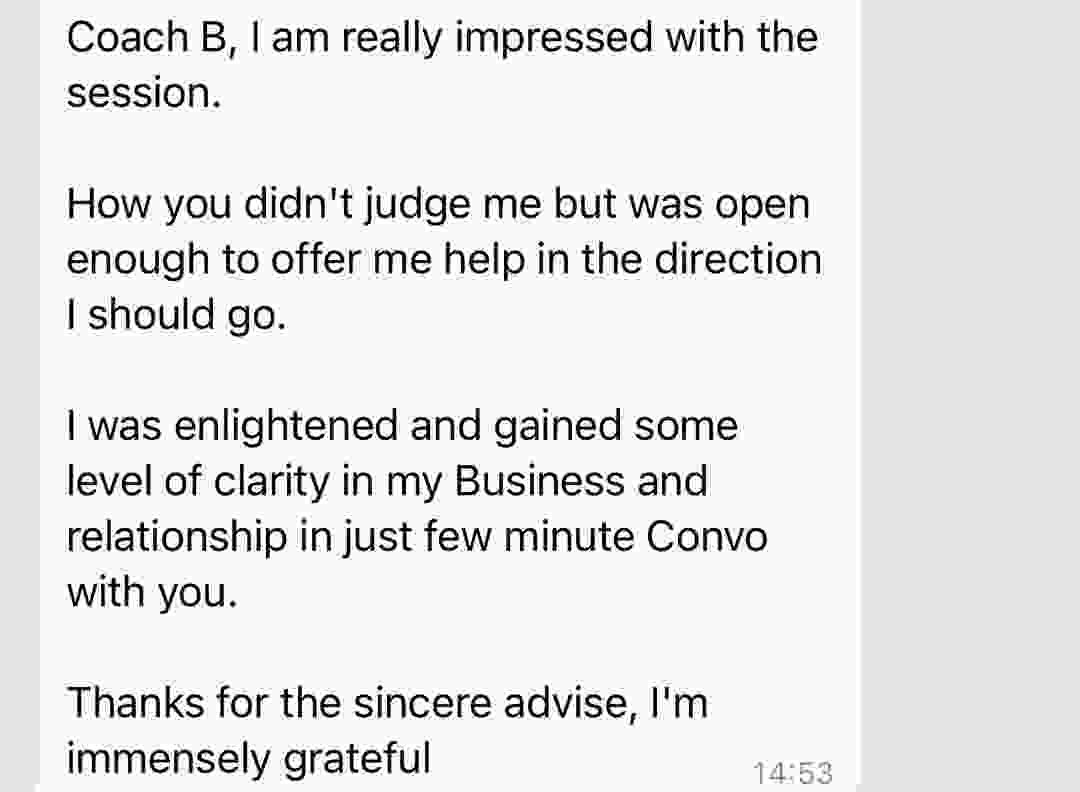 Coach B, I am really impressed with the
session.
How you didn't judge me but was open
enough to offer me help in the direction
I should go.
I was enlightened and gained some
level of clarity in my Business and
relationship in just few minute Convo
with you.
Thanks for the sincere advise, I'm
immensely grateful
14:53